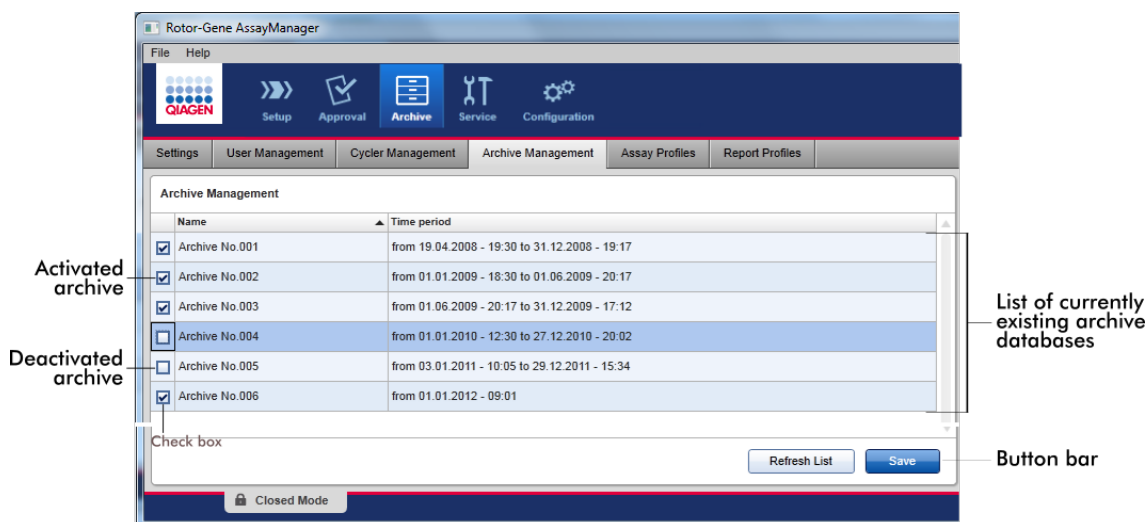 Rotor-Gene AssayManager
File Help
QIAGEN
Setup Approval Archive Service Configuration
Settings User Management Cycler Management Archive Management Assay Profiles Report Profiles
Archive Management
Name Time period
Archive No.001 from 19.04.2008 - 19:30 to 31.12.2008 - 19:17
Archive No.002 from 01.01.2009 - 18:30 to 01.06.2009 - 20:17
Archive No.003 from 01.06.2009 - 20:17 to 31.12.2009 - 17:12
Archive No.004 from 01.01.2010 - 12:30 to 27.12.2010 - 20:02
Archive No.005 from 03.01.2011 - 10:05 to 29.12.2011 - 15:34
Archive No.006 from 01.01.2012 - 09:01
Activated
archive
Deactivated
archive
Check box
List of currently
existing archive
databases
Refresh List Save
Button bar
Closed Mode